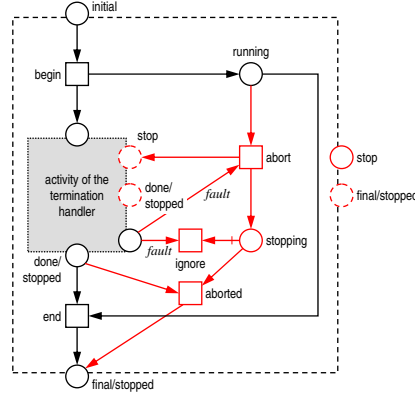 initial
running
begin
stop
abort
stop
activity of the
termination
handler
done/
stopped
fault
final/stopped
fault
stopping
ignore
done/
stopped
aborted
end
final/stopped